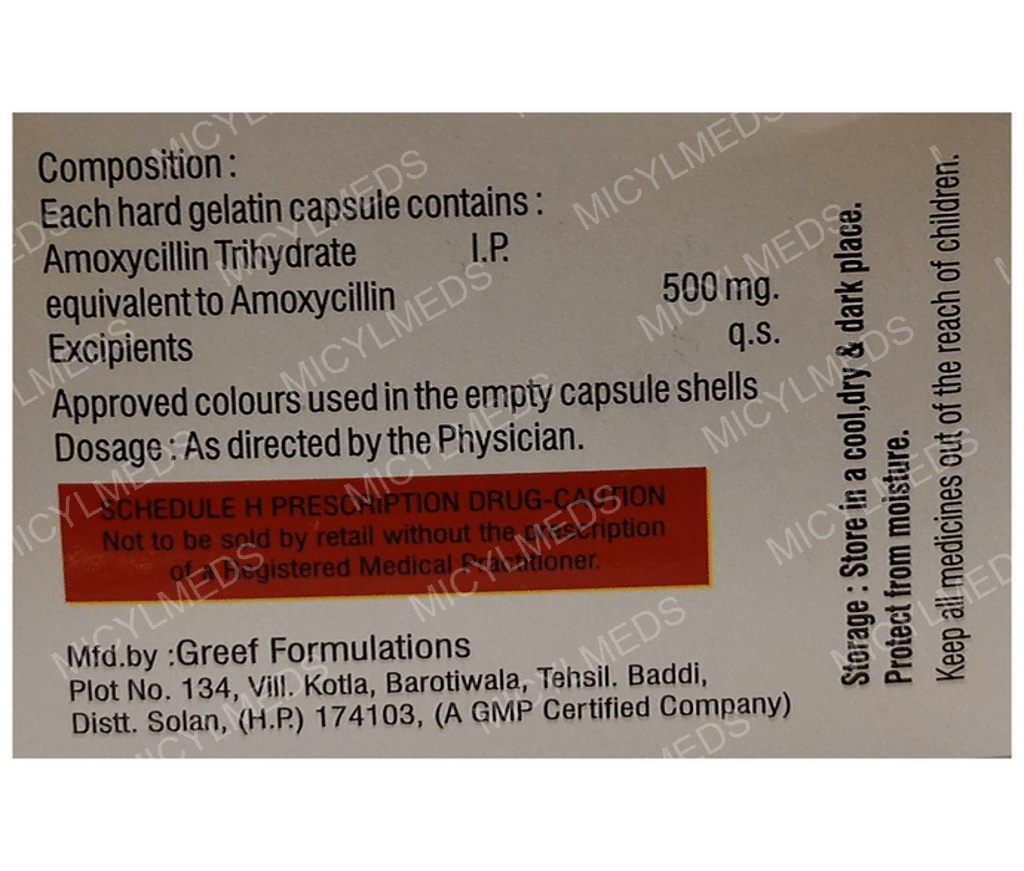 Composition :
Each hard gelatin capsule contains :
Amoxycillin Trihydrate I.P.
equivalent to Amoxycillin 500 mg.
Excipients q.s.
Approved colours used in the empty capsule shells
Dosage : As directed by the Physician.
SCHEDULE H PRESCRIPTION DRUG-CAUTION
Not to be sold by retail without the prescription
of a Registered Medical Practitioner.
Mfd.by :Greef Formulations
Plot No. 134, Vill. Kotla, Barotiwala, Tehsil. Baddi,
Distt. Solan, (H.P.) 174103, (A GMP Certified Company)
Storage : Store in a cool,dry & dark place.
Protect from moisture.
Keep all medicines out of the reach of children.
MICYLMEDS